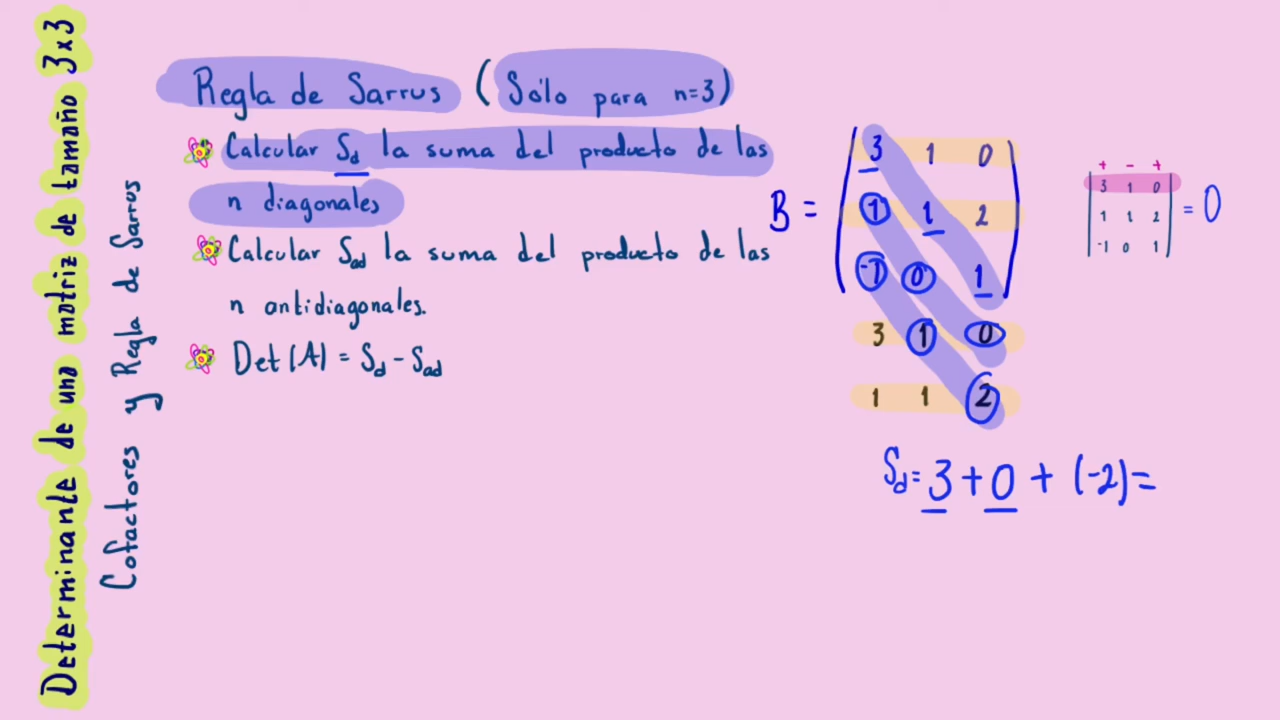 Determinante de una matriz de tamaño 3x3
Cofactores y Regla de Sarrus
Regla de Sarrus (Sólo para n=3)
Calcular Sd la suma del producto de las
n diagonales
Calcular Sad la suma del producto de las
n antidiagonales.
Det(A) = Sd - Sad
B =
3 1 0
1 1 2
-1 0 1
3 1 0
1 1 2
Sd = 3 + 0 + (-2) =
+ - +
3 1 0
1 1 2
-1 0 1
= 0